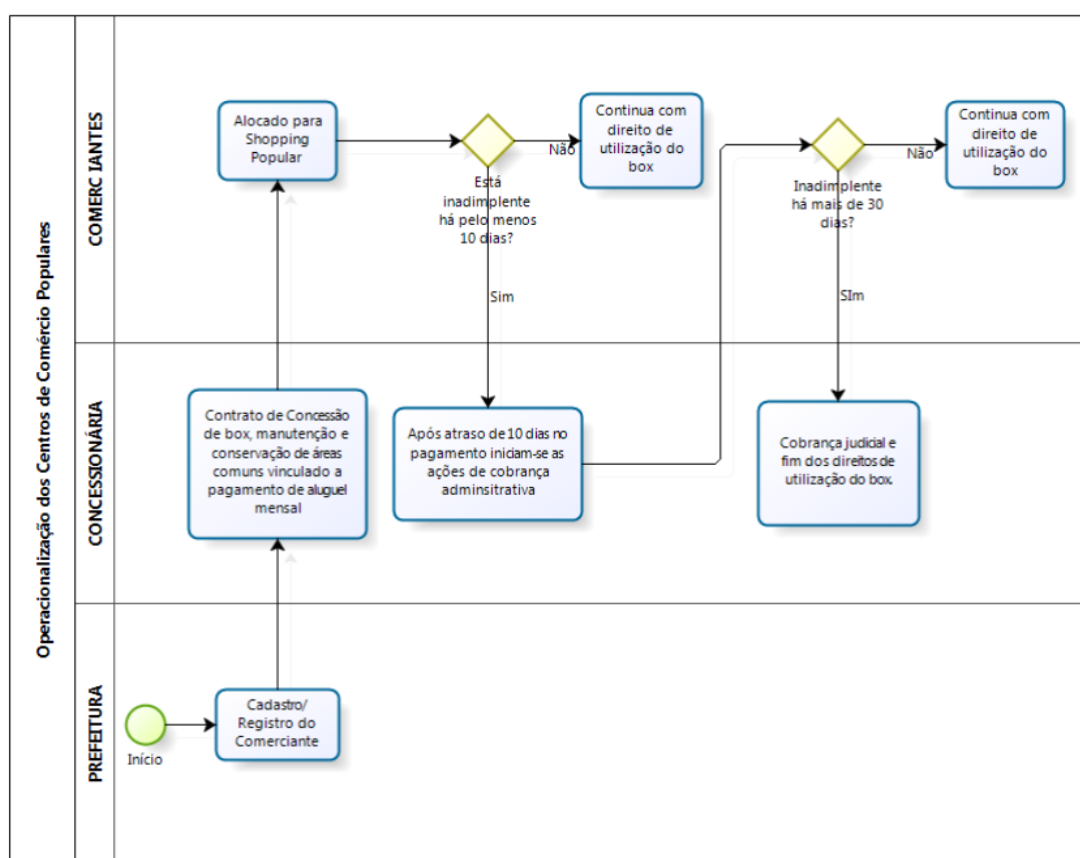 Operacionalização dos Centros de Comércio Populares
COMERC IANTES
Alocado para
Shopping
Popular
Está
inadimplente
há pelo menos
10 dias?
Não
Continua com
direito de
utilização do
box
Sim
Inadimplente
há mais de 30
dias?
Não
Continua com
direito de
utilização do
box
SIm
CONCESSIONÁRIA
Contrato de Concessão
de box, manutenção e
conservação de áreas
comuns vinculado a
pagamento de aluguel
mensal
Após atraso de 10 dias no
pagamento iniciam-se as
ações de cobrança
adminsitrativa
Cobrança judicial e
fim dos direitos de
utilização do box.
PREFEITURA
Início
Cadastro/
Registro do
Comerciante